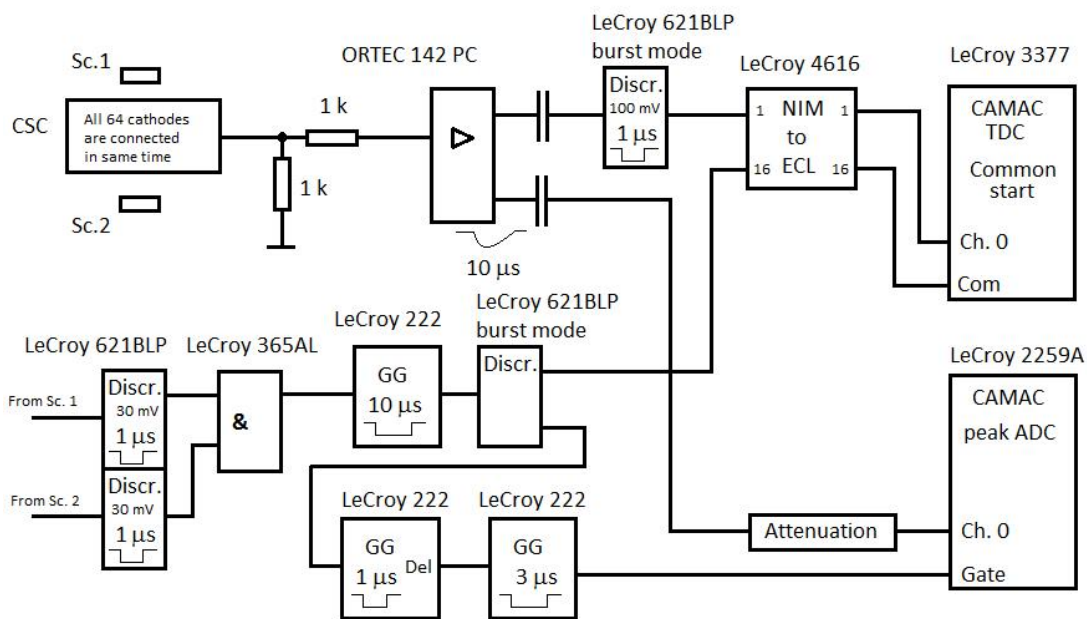 Sc.1
CSC
All 64 cathodes
are connected
in same time
Sc.2
1 k
1 k
ORTEC 142 PC
10 µs
LeCroy 621BLP
burst mode
Discr.
100 mV
1 µs
LeCroy 4616
1 NIM 1
to
16 ECL 16
LeCroy 3377
CAMAC
TDC
Common
start
Ch. 0
Com
LeCroy 621BLP
From Sc. 1
Discr.
30 mV
1 µs
From Sc. 2
Discr.
30 mV
1 µs
LeCroy 365AL
&
LeCroy 222
GG
10 µs
LeCroy 621BLP
burst mode
Discr.
LeCroy 222
GG
1 µs Del
LeCroy 222
GG
3 µs
Attenuation
LeCroy 2259A
CAMAC
peak ADC
Ch. 0
Gate